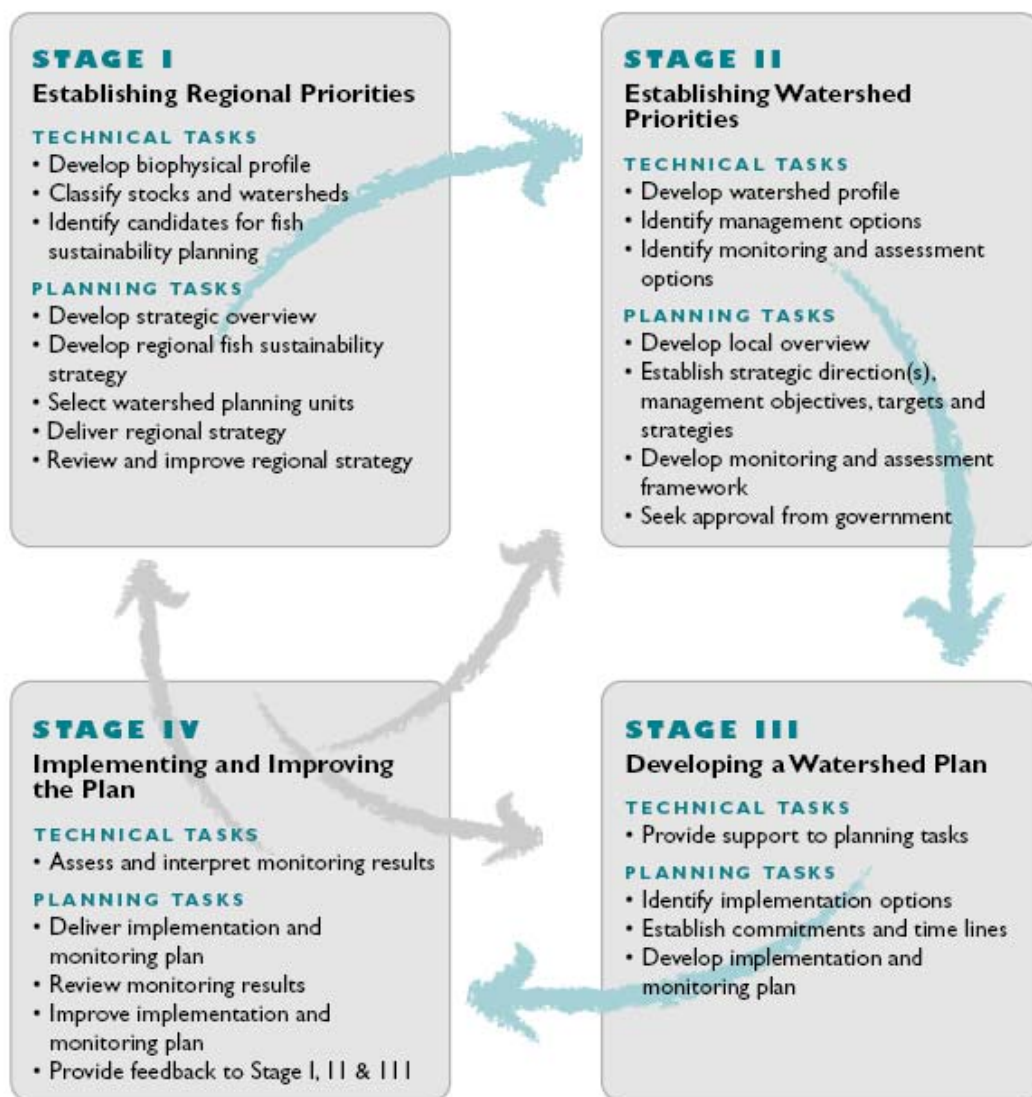 STAGE I
Establishing Regional Priorities
TECHNICAL TASKS
• Develop biophysical profile
• Classify stocks and watersheds
• Identify candidates for fish
sustainability planning
PLANNING TASKS
• Develop strategic overview
• Develop regional fish sustainability
strategy
• Select watershed planning units
• Deliver regional strategy
• Review and improve regional strategy
STAGE II
Establishing Watershed
Priorities
TECHNICAL TASKS
• Develop watershed profile
• Identify management options
• Identify monitoring and assessment
options
PLANNING TASKS
• Develop local overview
• Establish strategic direction(s),
management objectives, targets and
strategies
• Develop monitoring and assessment
framework
• Seek approval from government
STAGE IV
Implementing and Improving
the Plan
TECHNICAL TASKS
• Assess and interpret monitoring results
PLANNING TASKS
• Deliver implementation and
monitoring plan
• Review monitoring results
• Improve implementation and
monitoring plan
• Provide feedback to Stage I, II & III
STAGE III
Developing a Watershed Plan
TECHNICAL TASKS
• Provide support to planning tasks
PLANNING TASKS
• Identify implementation options
• Establish commitments and time lines
• Develop implementation and
monitoring plan